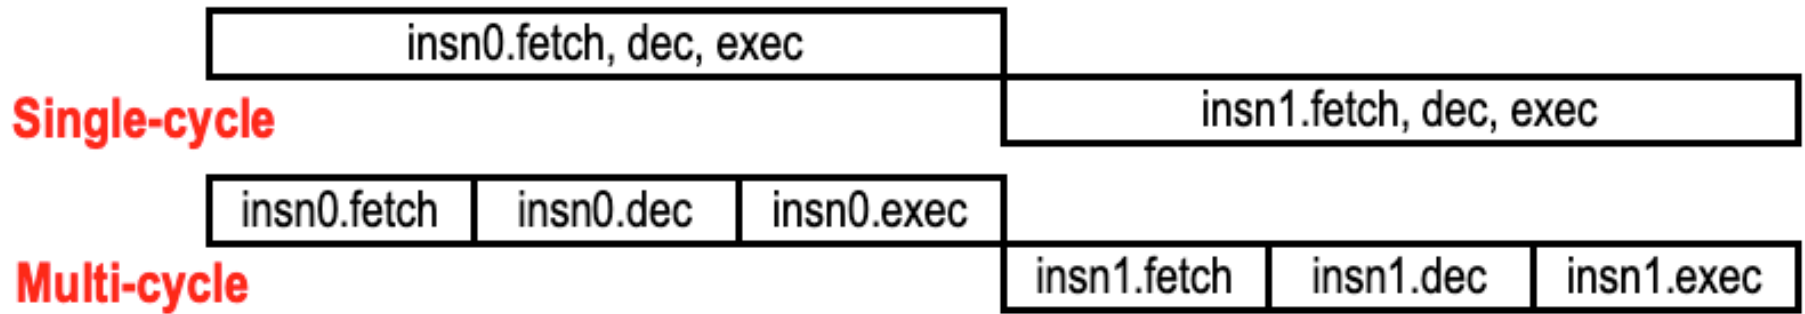 insn0.fetch, dec, exec
Single-cycle
insn1.fetch, dec, exec
insn0.fetch insn0.dec insn0.exec
Multi-cycle
insn1.fetch insn1.dec insn1.exec